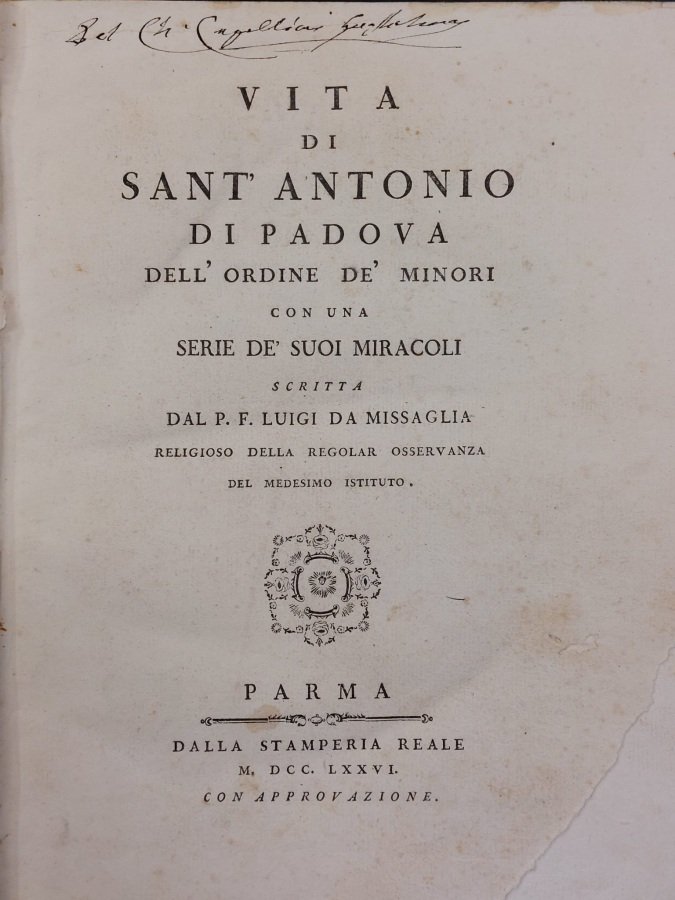 VITA
DI
SANT' ANTONIO
DI PADOVA
DELL' ORDINE DE' MINORI
CON UNA
SERIE DE' SUOI MIRACOLI
SCRITTA
DAL P. F. LUIGI DA MISSAGLIA
RELIGIOSO DELLA REGOLAR OSSERVANZA
DEL MEDESIMO ISTITUTO.
PARMA
DALLA STAMPERIA REALE
M. DCC. LXXVI.
CON APPROVAZIONE.